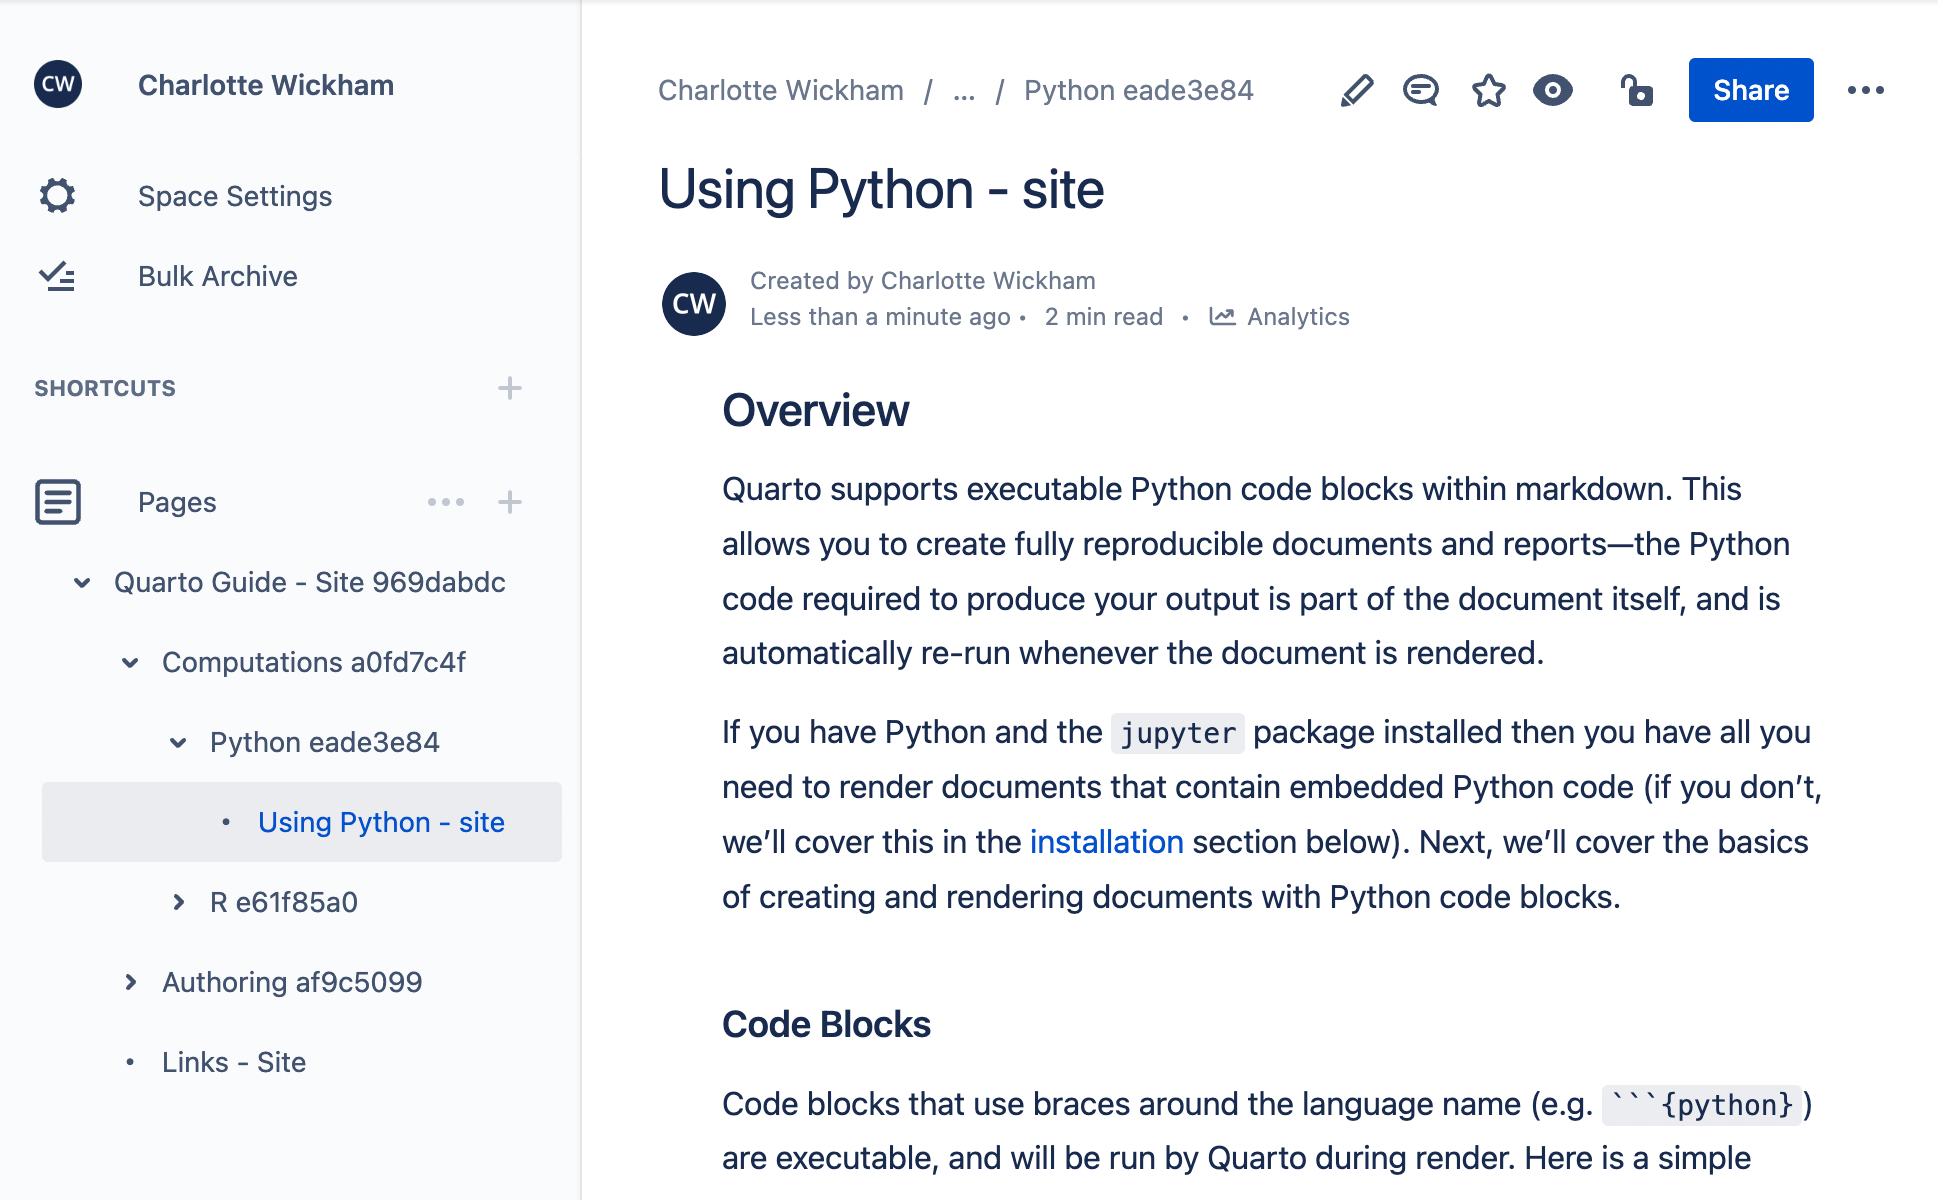 CW Charlotte Wickham
Space Settings
Bulk Archive
SHORTCUTS
Pages
Quarto Guide - Site 969dabdc
Computations a0fd7c4f
Python eade3e84
• Using Python - site
R e61f85a0
Authoring af9c5099
• Links - Site
Charlotte Wickham / ... / Python eade3e84
Share
Using Python - site
CW
Created by Charlotte Wickham
Less than a minute ago • 2 min read • Analytics
Overview
Quarto supports executable Python code blocks within markdown. This
allows you to create fully reproducible documents and reports—the Python
code required to produce your output is part of the document itself, and is
automatically re-run whenever the document is rendered.
If you have Python and the jupyter package installed then you have all you
need to render documents that contain embedded Python code (if you don’t,
we’ll cover this in the installation section below). Next, we’ll cover the basics
of creating and rendering documents with Python code blocks.
Code Blocks
Code blocks that use braces around the language name (e.g. ```{python})
are executable, and will be run by Quarto during render. Here is a simple